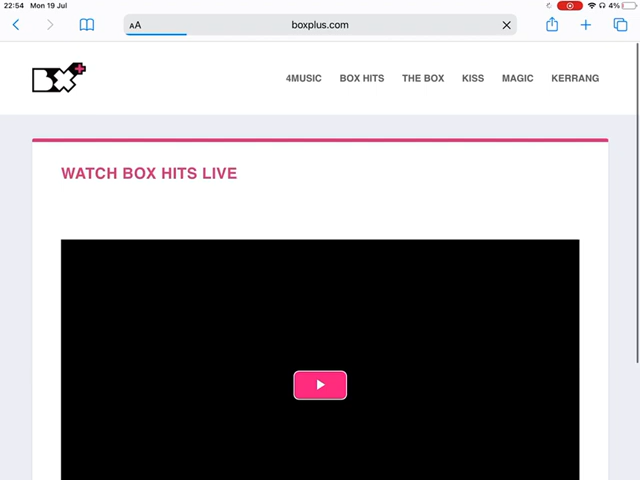 22:54 Mon 19 Jul 4%
AA boxplus.com
BOX+ 4MUSIC BOX HITS THE BOX KISS MAGIC KERRANG
WATCH BOX HITS LIVE